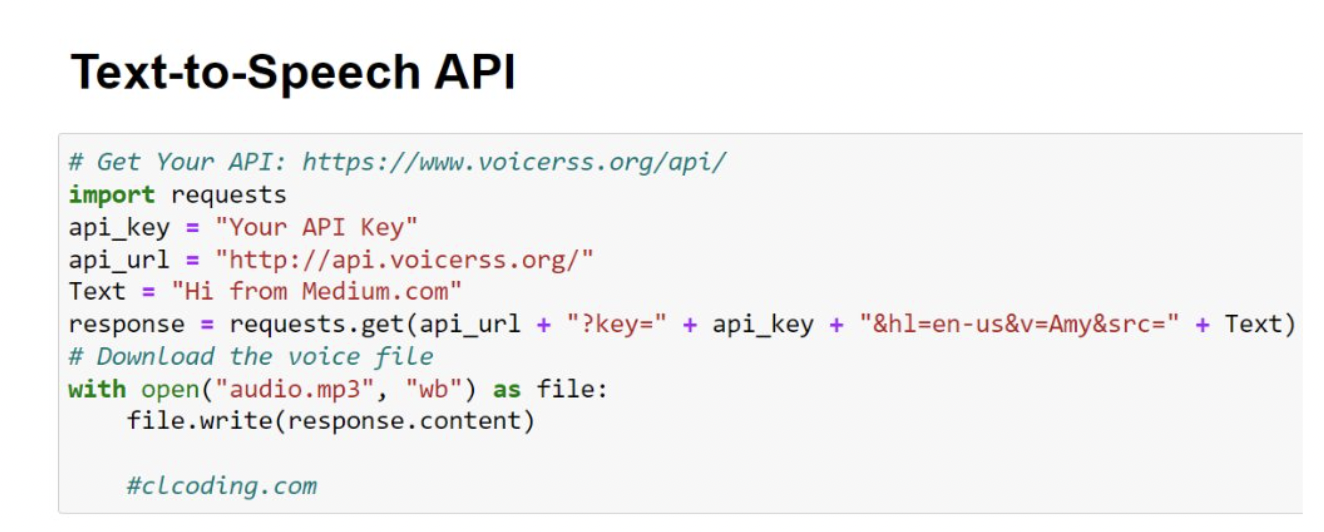 Text-to-Speech API
# Get Your API: https://www.voicerss.org/api/
import requests
api_key = "Your API Key"
api_url = "http://api.voicerss.org/"
Text = "Hi from Medium.com"
response = requests.get(api_url + "?key=" + api_key + "&hl=en-us&v=Amy&src=" + Text)
# Download the voice file
with open("audio.mp3", "wb") as file:
    file.write(response.content)
    #clcoding.com